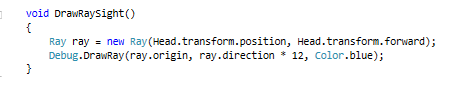 void DrawRaySight()
{
Ray ray = new Ray(Head.transform.position, Head.transform.forward);
Debug.DrawRay(ray.origin, ray.direction * 12, Color.blue);
}